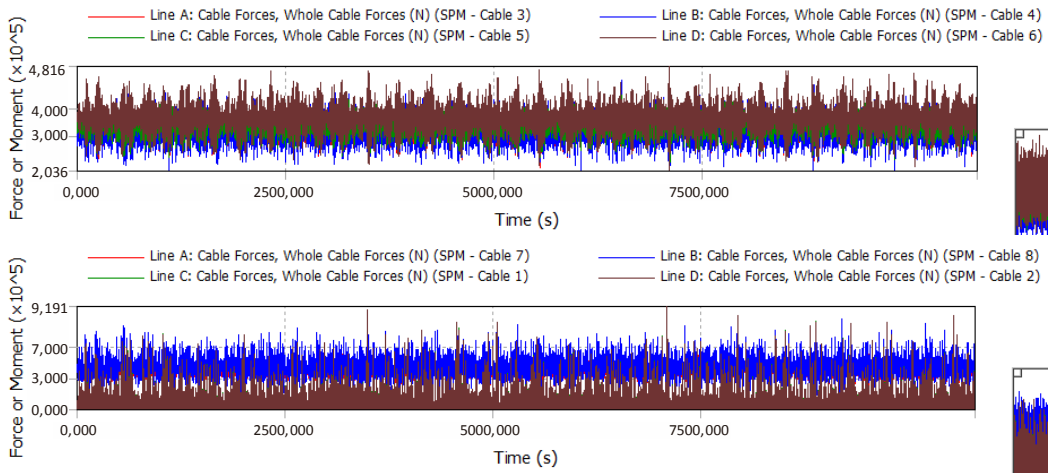 Line A: Cable Forces, Whole Cable Forces (N) (SPM - Cable 3)
Line B: Cable Forces, Whole Cable Forces (N) (SPM - Cable 4)
Line C: Cable Forces, Whole Cable Forces (N) (SPM - Cable 5)
Line D: Cable Forces, Whole Cable Forces (N) (SPM - Cable 6)
Force or Moment (×10^5)
4,816
4,000
3,000
2,036
0,000
2500,000
5000,000
7500,000
Time (s)
Line A: Cable Forces, Whole Cable Forces (N) (SPM - Cable 7)
Line B: Cable Forces, Whole Cable Forces (N) (SPM - Cable 8)
Line C: Cable Forces, Whole Cable Forces (N) (SPM - Cable 1)
Line D: Cable Forces, Whole Cable Forces (N) (SPM - Cable 2)
Force or Moment (×10^5)
9,191
7,000
3,000
0,000
0,000
2500,000
5000,000
7500,000
Time (s)